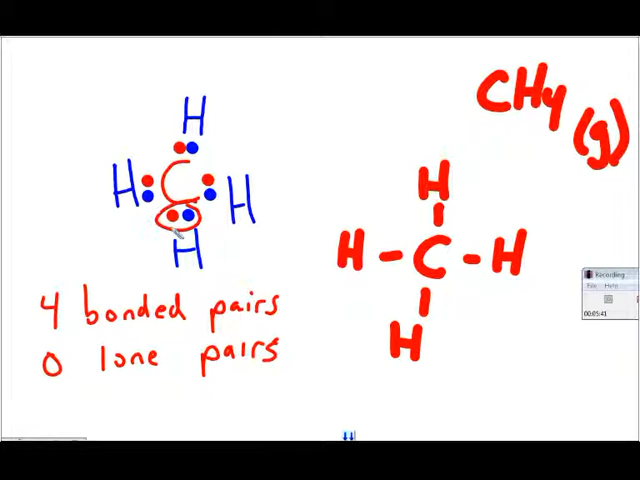 CH4 (g)
H
H C H
H
H
H - C - H
H
4 bonded pairs
0 lone pairs
Recording
File Help
00:05:41